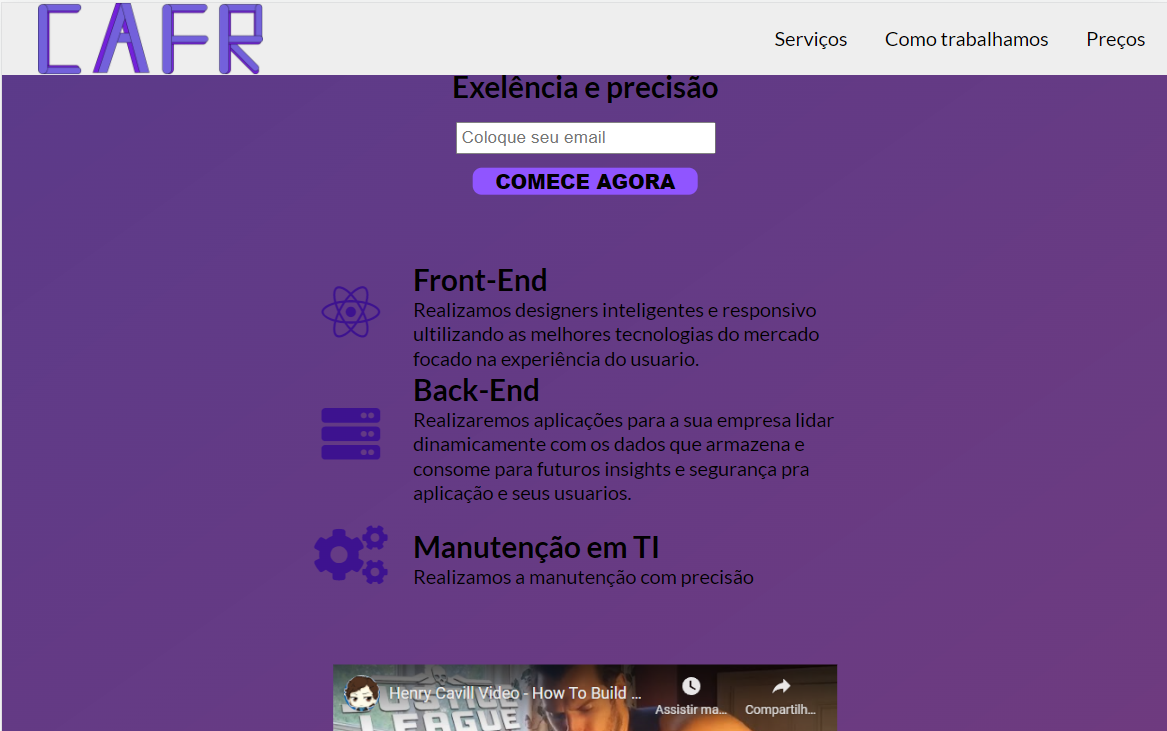 CAFR
Serviços
Como trabalhamos
Preços
Exelência e precisão
Coloque seu email
COMECE AGORA
Front-End
Realizamos designers inteligentes e responsivo
ultilizando as melhores tecnologias do mercado
focado na experiência do usuario.
Back-End
Realizaremos aplicações para a sua empresa lidar
dinamicamente com os dados que armazena e
consome para futuros insights e segurança pra
aplicação e seus usuarios.
Manutenção em TI
Realizamos a manutenção com precisão
Henry Cavill Video - How To Build ...
Assistir ma...
Compartilh...
JUSTICE
LEAGUE